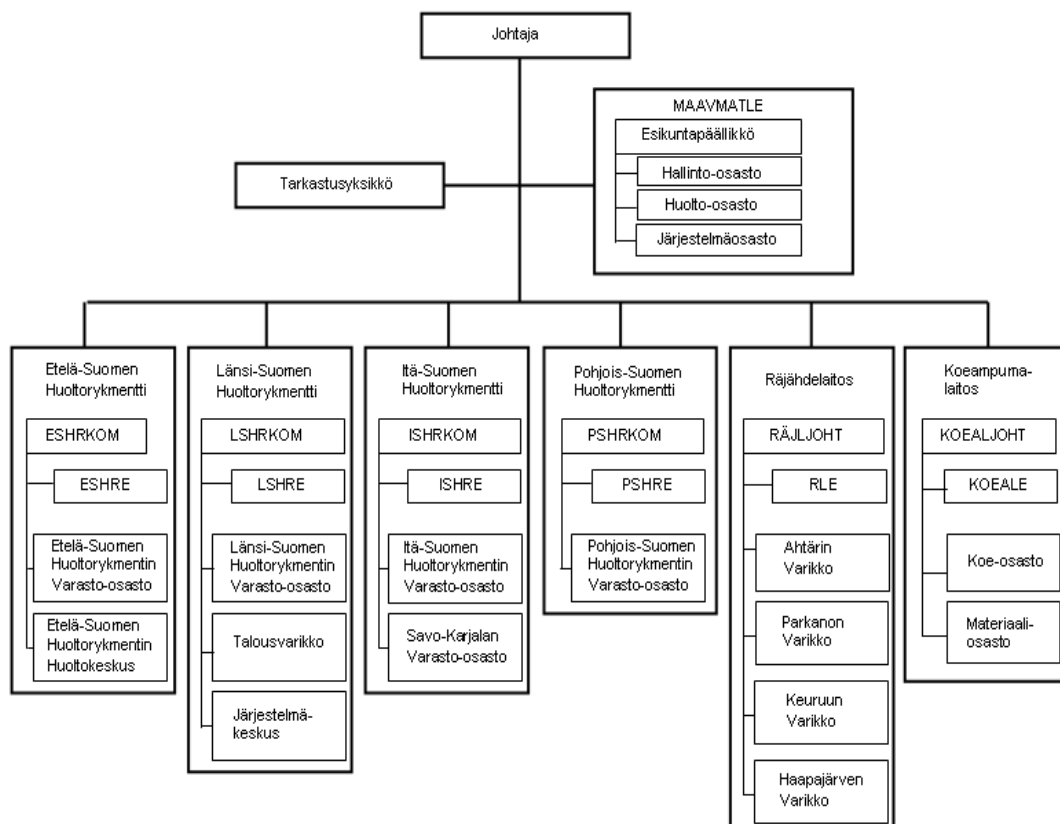 Johtaja
MAAVMATLE
Esikuntapäällikkö
Hallinto-osasto
Huolto-osasto
Järjestelmäosasto
Tarkastusyksikkö
Etelä-Suomen
Huoltorykmentti
ESHRKOM
ESHRE
Etelä-Suomen
Huoltorykmentin
Varasto-osasto
Etelä-Suomen
Huoltorykmentin
Huoltokeskus
Länsi-Suomen
Huoltorykmentti
LSHRKOM
LSHRE
Länsi-Suomen
Huoltorykmentin
Varasto-osasto
Talousvarikko
Järjestelmä-
keskus
Itä-Suomen
Huoltorykmentti
ISHRKOM
ISHRE
Itä-Suomen
Huoltorykmentin
Varasto-osasto
Savo-Karjalan
Varasto-osasto
Pohjois-Suomen
Huoltorykmentti
PSHRKOM
PSHRE
Pohjois-Suomen
Huoltorykmentin
Varasto-osasto
Räjähdelaitos
RÄJLJOHT
RLE
Ähtärin
Varikko
Parkanon
Varikko
Keuruun
Varikko
Haapajärven
Varikko
Koeampuma-
laitos
KOEALJOHT
KOEALE
Koe-osasto
Materiaali-
osasto